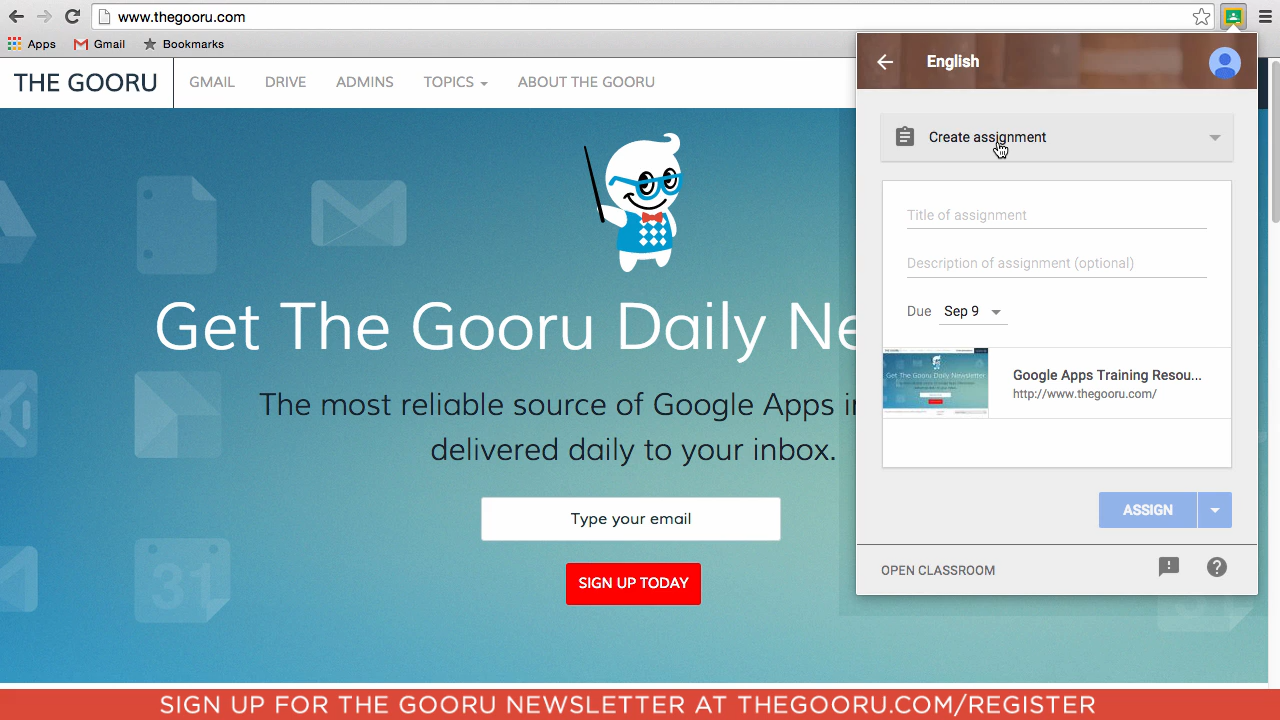 www.thegooru.com
Apps Gmail Bookmarks
THE GOORU GMAIL DRIVE ADMINS TOPICS ABOUT THE GOORU
Get The Gooru Daily Ne
The most reliable source of Google Apps in
delivered daily to your inbox.
Type your email
SIGN UP TODAY
31
English
Create assignment
Title of assignment
Description of assignment (optional)
Due Sep 9
Get The Gooru Daily Newsletter
Google Apps Training Resou...
http://www.thegooru.com/
ASSIGN
OPEN CLASSROOM
SIGN UP FOR THE GOORU NEWSLETTER AT THEGOORU.COM/REGISTER